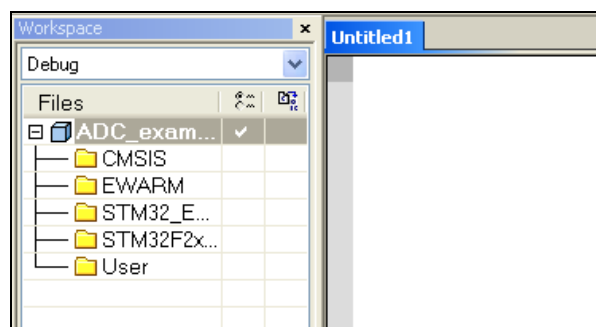 Workspace
Untitled1
Debug
Files
ADC_exam...
CMSIS
EWARM
STM32_E...
STM32F2x...
User